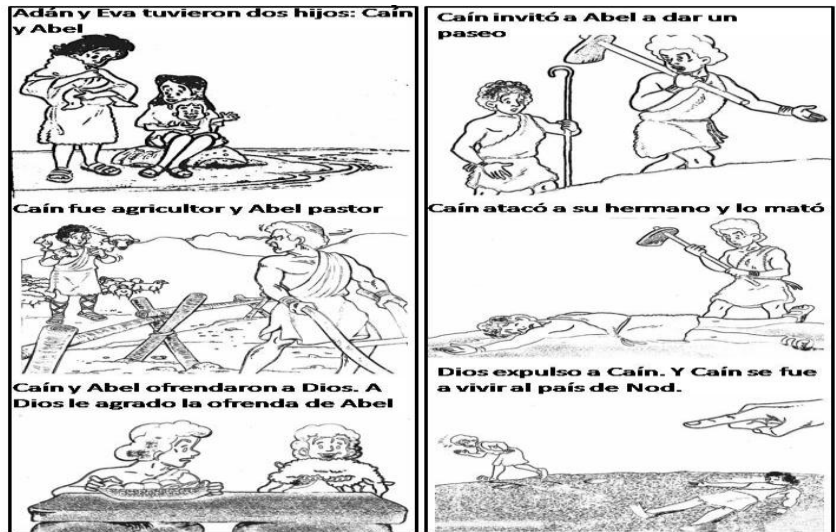 Adán y Eva tuvieron dos hijos: Caín
y Abel
Caín fue agricultor y Abel pastor
Caín y Abel ofrendaron a Dios. A
Dios le agrado la ofrenda de Abel
Caín invitó a Abel a dar un
paseo
Caín atacó a su hermano y lo mató
Dios expulso a Caín. Y Caín se fue
a vivir al país de Nod.